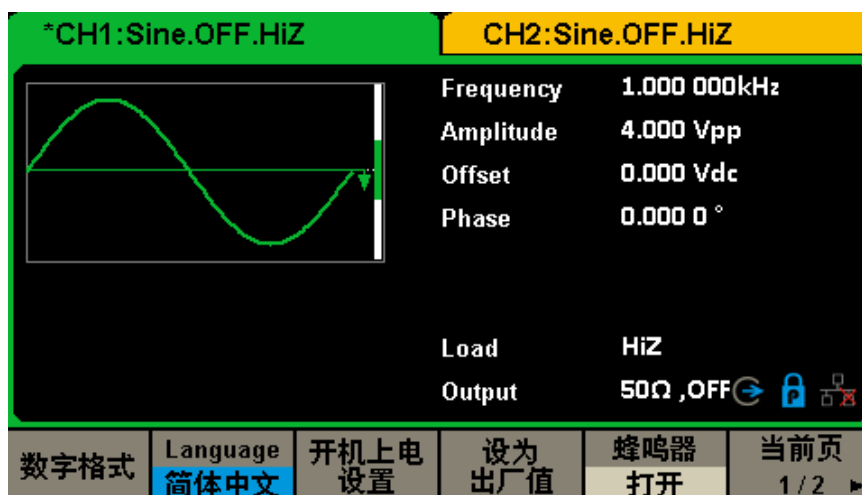 *CH1:Sine.OFF.HiZ
CH2:Sine.OFF.HiZ
Frequency 1.000 000kHz
Amplitude 4.000 Vpp
Offset 0.000 Vdc
Phase 0.000 0 °
Load HiZ
Output 50Ω ,OFF
P
数字格式
Language
简体中文
开机上电
设置
设为
出厂值
蜂鸣器
打开
当前页
1/2